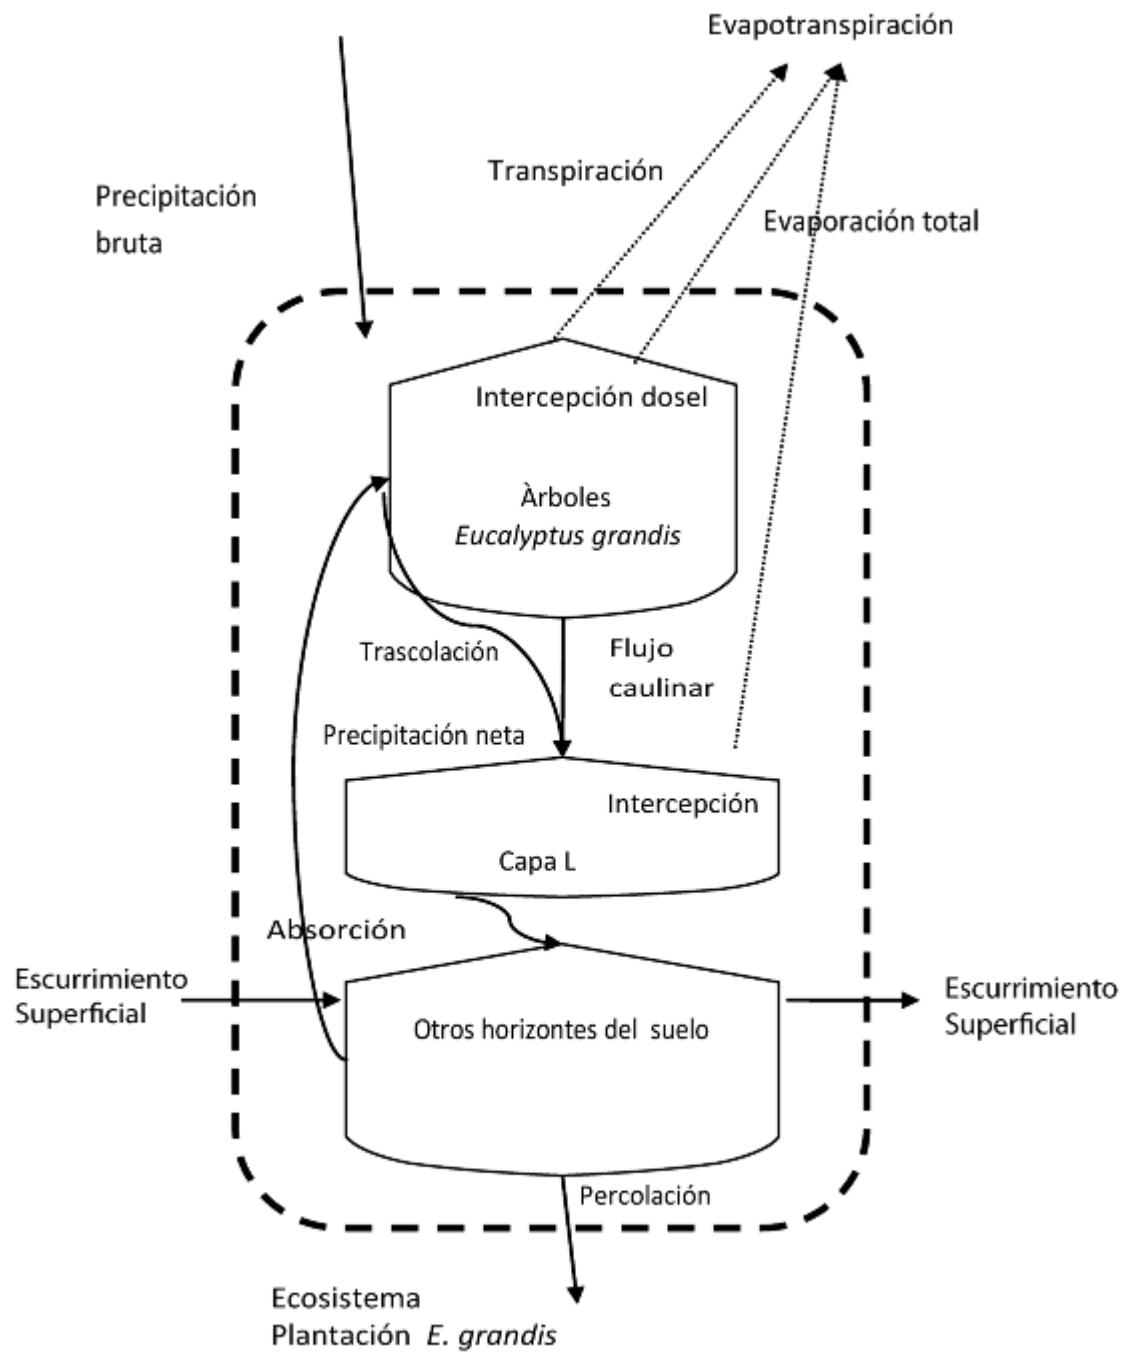 Evapotranspiración
Transpiración
Precipitación
bruta
Evaporación total
Intercepción dosel
Àrboles
Eucalyptus grandis
Trascolación
Flujo
caulinar
Precipitación neta
Intercepción
Capa L
Absorción
Escurrimiento
Superficial
Otros horizontes del suelo
Escurrimiento
Superficial
Percolación
Ecosistema
Plantación E. grandis